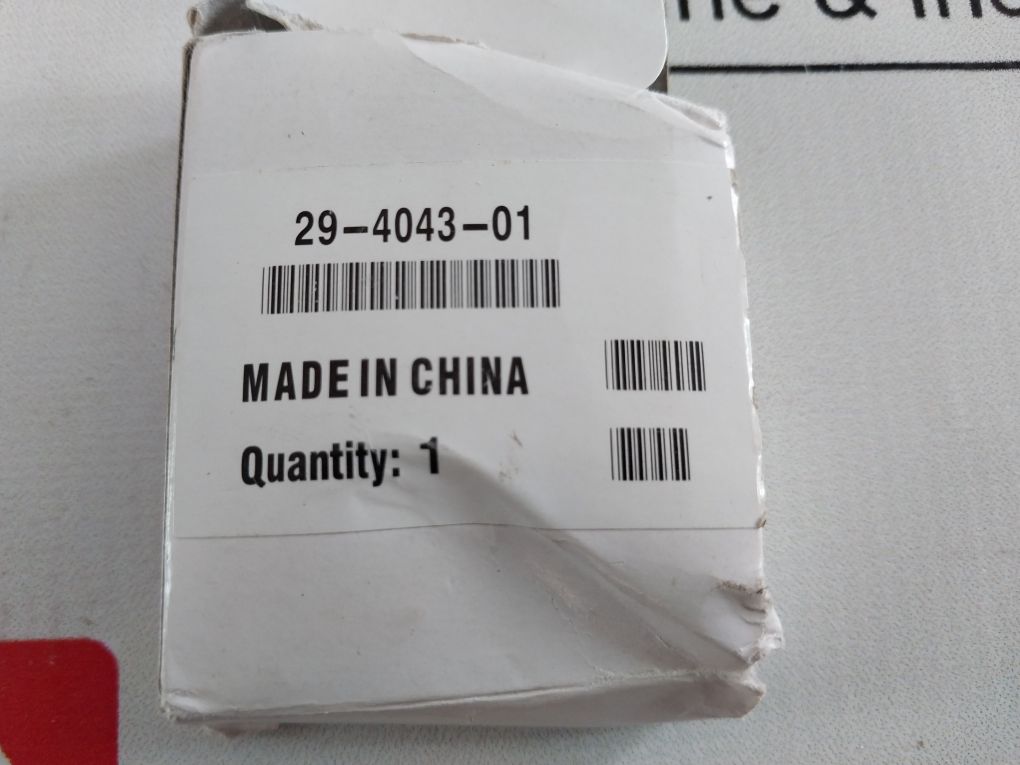 &
29-4043-01
MADE IN CHINA
Quantity: 1